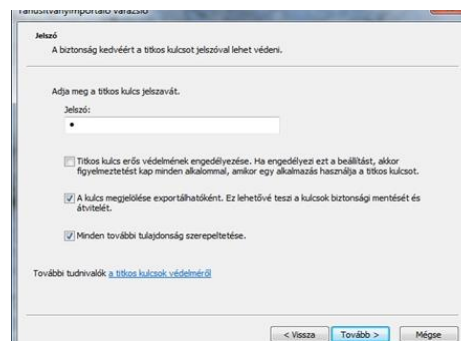 Tanúsítványimportáló varázsló
Jelszó
A biztonság kedvéért a titkos kulcsot jelszóval lehet védeni.
Adja meg a titkos kulcs jelszavát.
Jelszó:
Titkos kulcs erős védelmének engedélyezése. Ha engedélyezi ezt a beállítást, akkor
figyelmeztetést kap minden alkalommal, amikor egy alkalmazás használja a titkos kulcsot.
A kulcs megjelölése exportálhatóként. Ez lehetővé teszi a kulcsok biztonsági mentését és
átvitelét.
Minden további tulajdonság szerepeltetése.
További tudnivalók a titkos kulcsok védelméről
< Vissza
Tovább >
Mégse